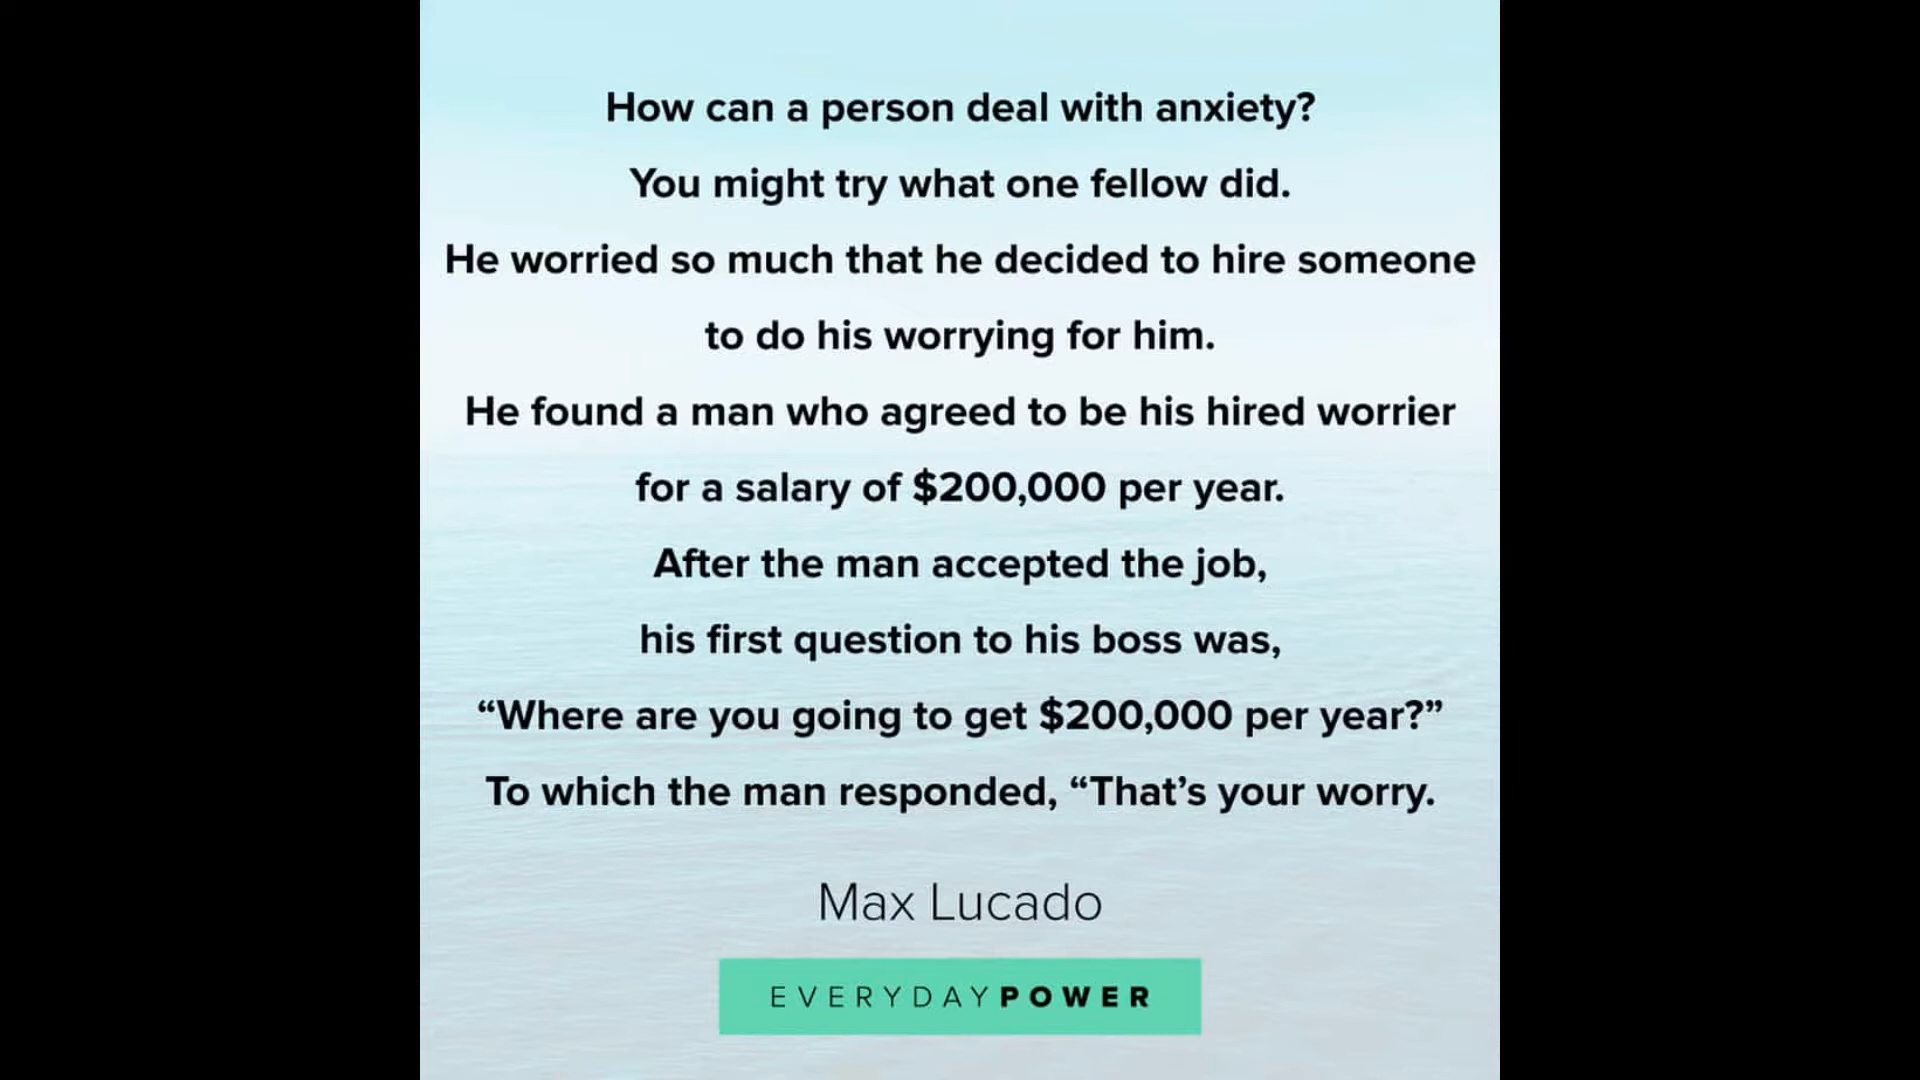 How can a person deal with anxiety?
You might try what one fellow did.
He worried so much that he decided to hire someone
to do his worrying for him.
He found a man who agreed to be his hired worrier
for a salary of $200,000 per year.
After the man accepted the job,
his first question to his boss was,
“Where are you going to get $200,000 per year?”
To which the man responded, “That’s your worry.
Max Lucado
EVERYDAYPOWER